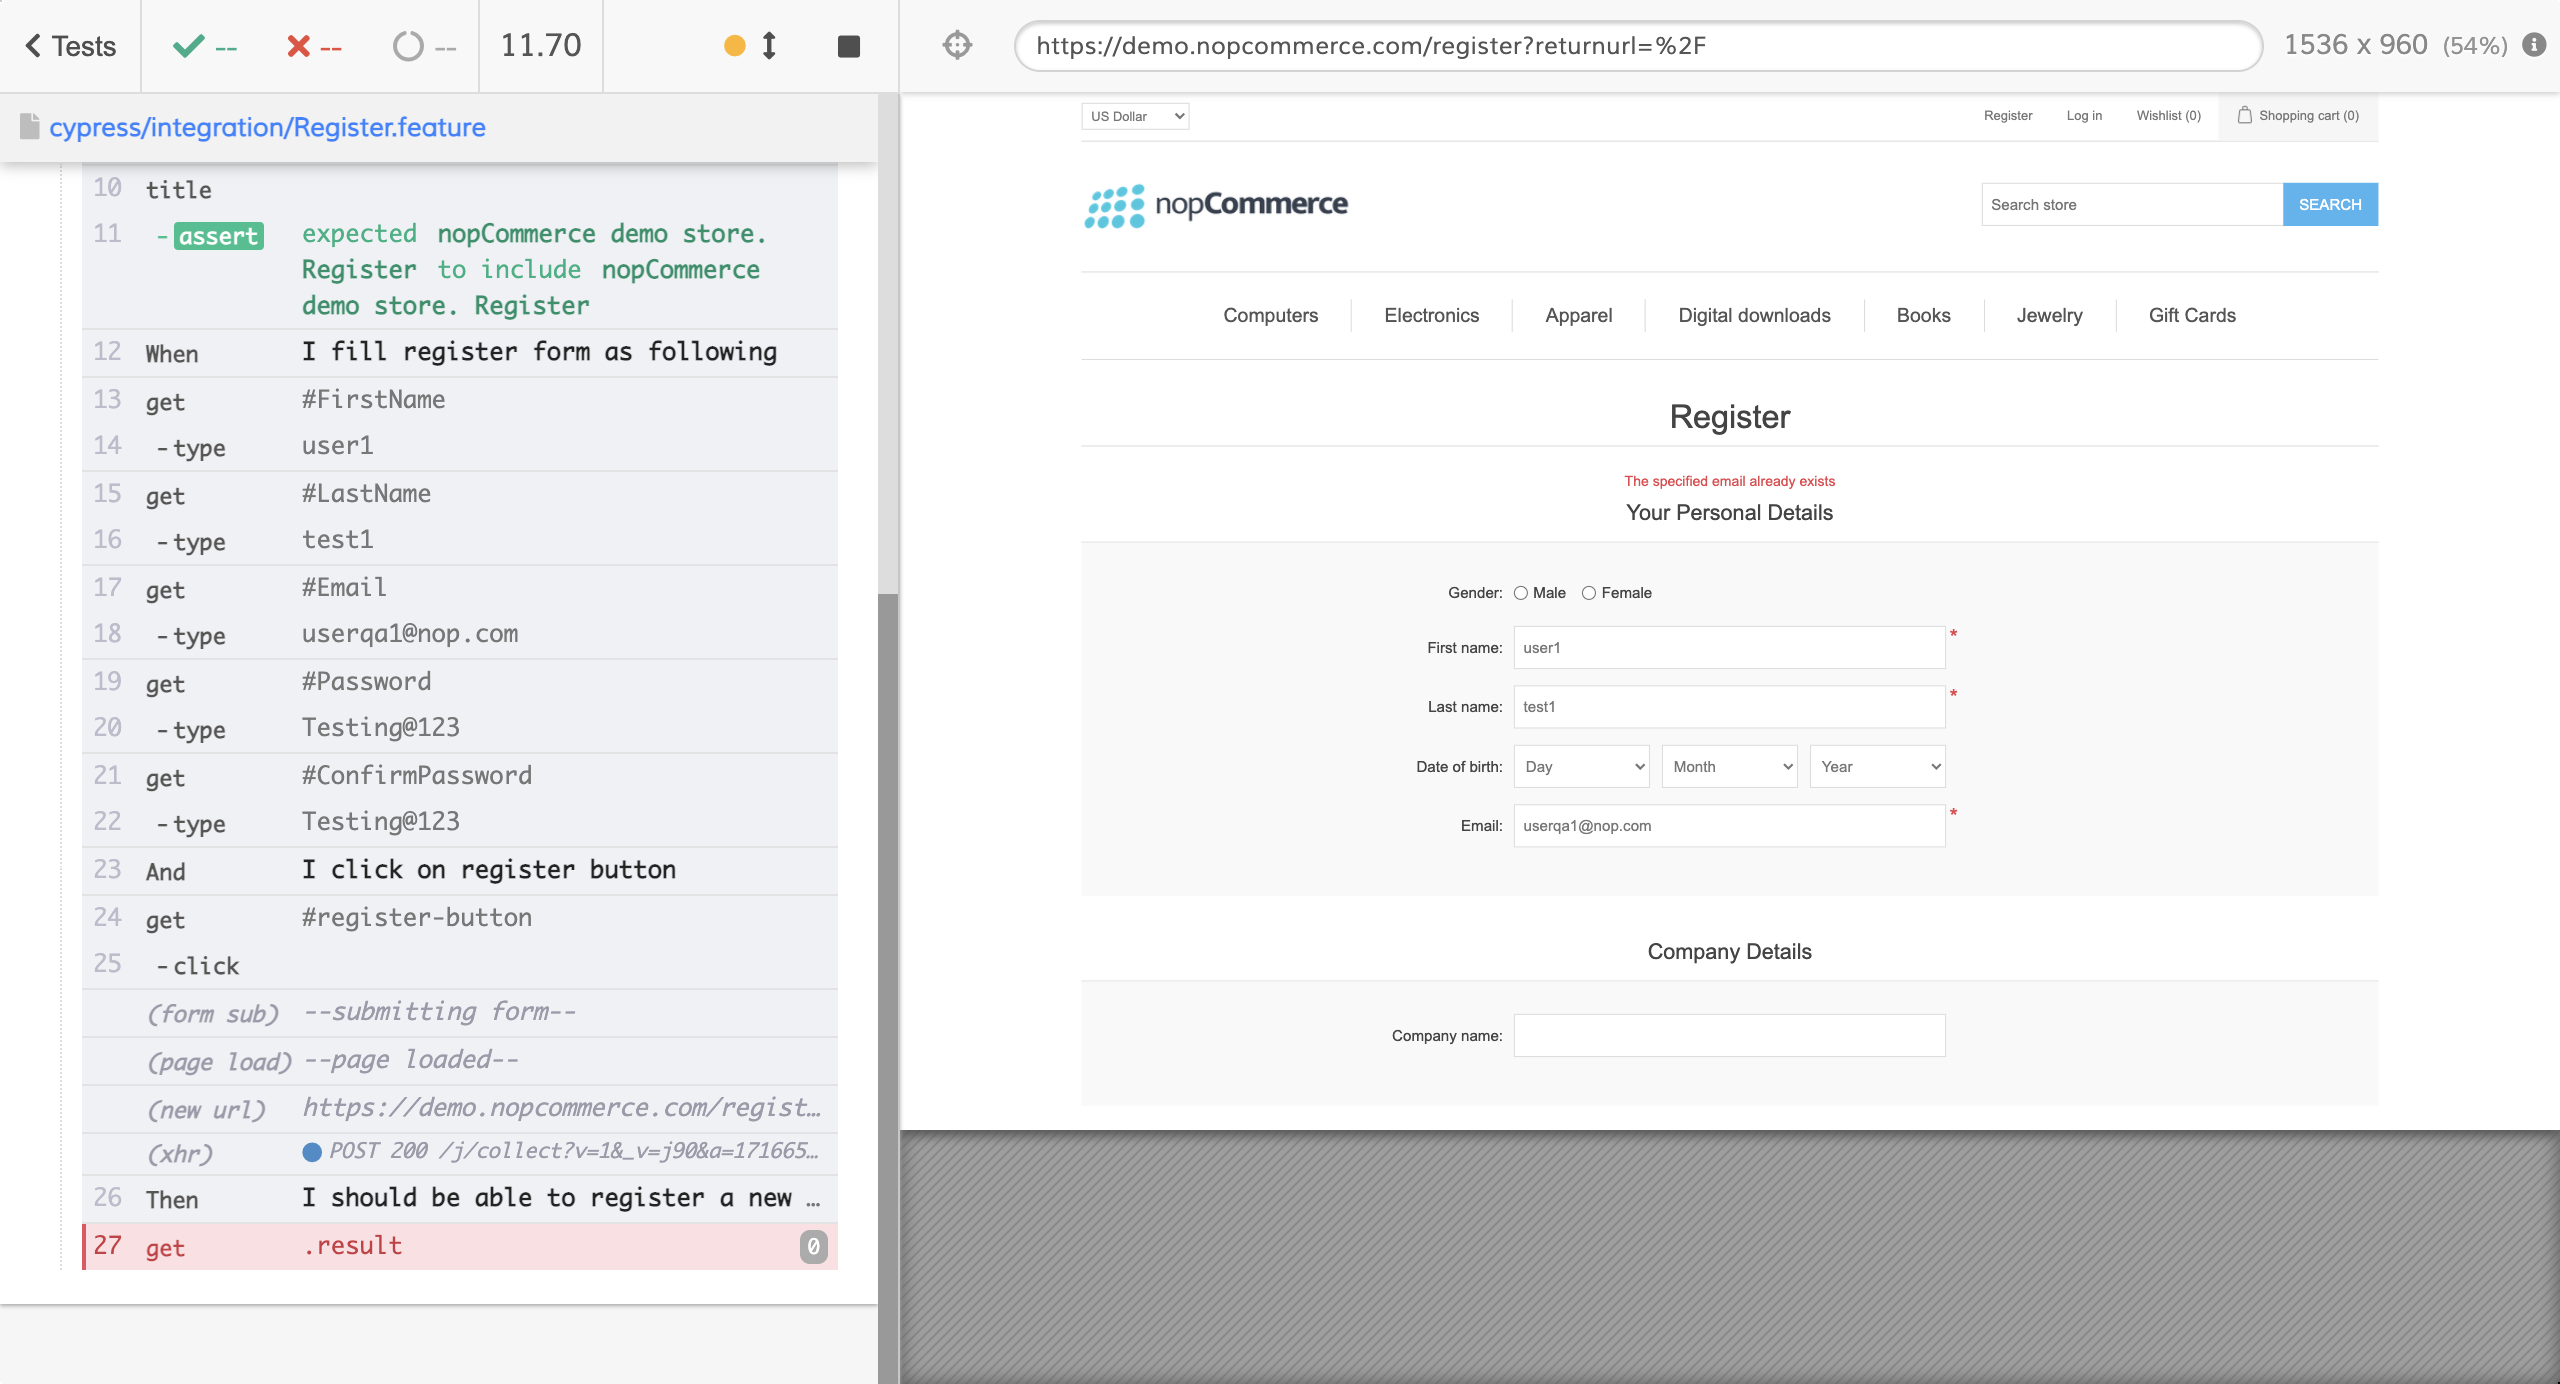 Tests
--
--
--
11.70
https://demo.nopcommerce.com/register?returnurl=%2F
1536 x 960 (54%)
cypress/integration/Register.feature
10 title
11 -assert expected nopCommerce demo store.
Register to include nopCommerce
demo store. Register
12 When I fill register form as following
13 get #FirstName
14 -type user1
15 get #LastName
16 -type test1
17 get #Email
18 -type userqa1@nop.com
19 get #Password
20 -type Testing@123
21 get #ConfirmPassword
22 -type Testing@123
23 And I click on register button
24 get #register-button
25 -click
(form sub) --submitting form--
(page load) --page loaded--
(new url) https://demo.nopcommerce.com/regist…
(xhr) POST 200 /j/collect?v=1&_v=j90&a=171665…
26 Then I should be able to register a new …
27 get .result 0
US Dollar
Register
Log in
Wishlist (0)
Shopping cart (0)
nopCommerce
Search store
SEARCH
Computers
Electronics
Apparel
Digital downloads
Books
Jewelry
Gift Cards
Register
The specified email already exists
Your Personal Details
Gender: Male Female
First name: user1 *
Last name: test1 *
Date of birth: Day Month Year
Email: userqa1@nop.com *
Company Details
Company name: